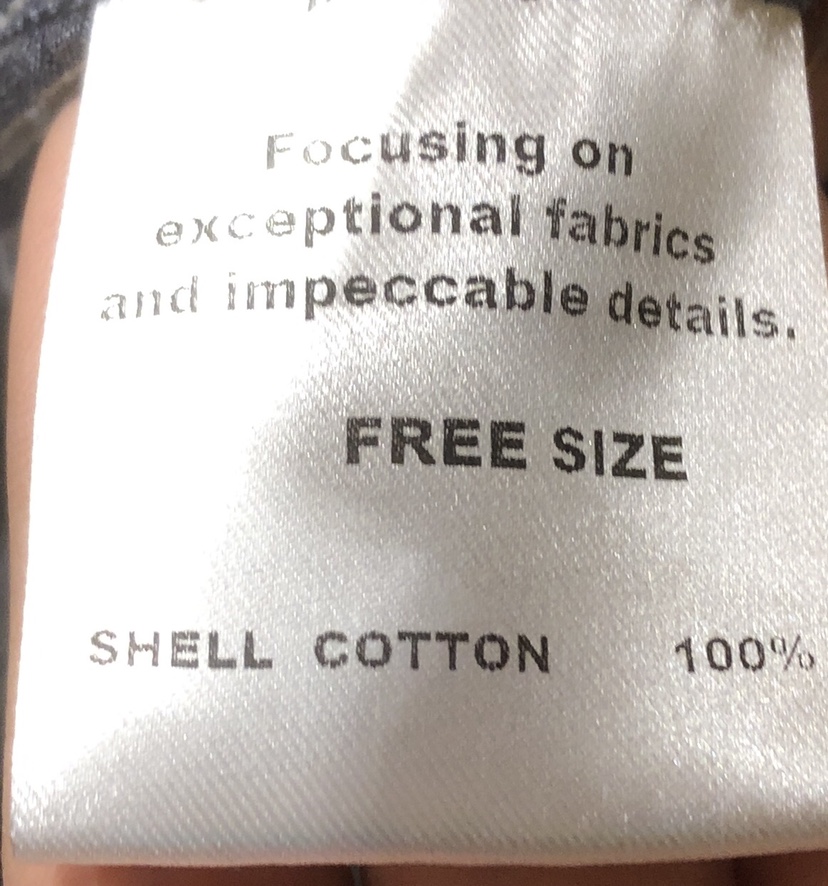 Focusing on
exceptional fabrics
and impeccable details.
FREE SIZE
SHELL COTTON 100%